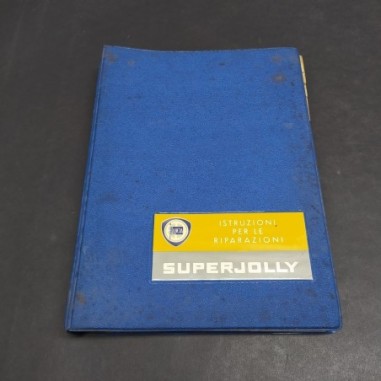 ISTRUZIONI
PER LE
RIPARAZIONI
SUPERJOLLY